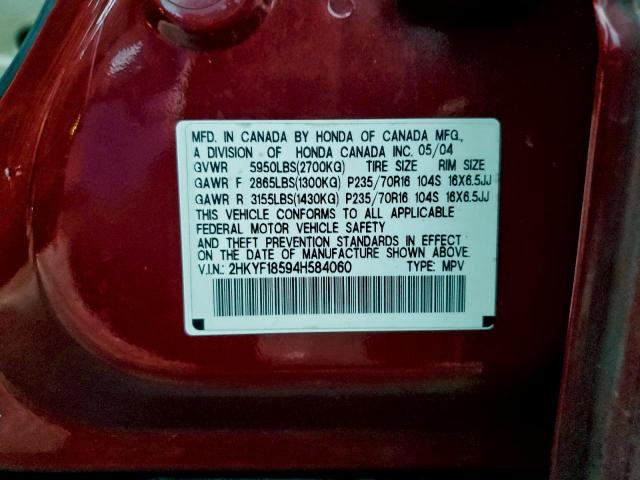 MFD. IN CANADA BY HONDA OF CANADA MFG.,
A DIVISION OF HONDA CANADA INC. 05/04
GVWR 5950LBS(2700KG) TIRE SIZE RIM SIZE
GAWR F 2865LBS(1300KG) P235/70R16 104S 16X6.5JJ
GAWR R 3155LBS(1430KG) P235/70R16 104S 16X6.5JJ
THIS VEHICLE CONFORMS TO ALL APPLICABLE
FEDERAL MOTOR VEHICLE SAFETY
AND THEFT PREVENTION STANDARDS IN EFFECT
ON THE DATE OF MANUFACTURE SHOWN ABOVE.
V.I.N.: 2HKYF18594H584060 TYPE: MPV